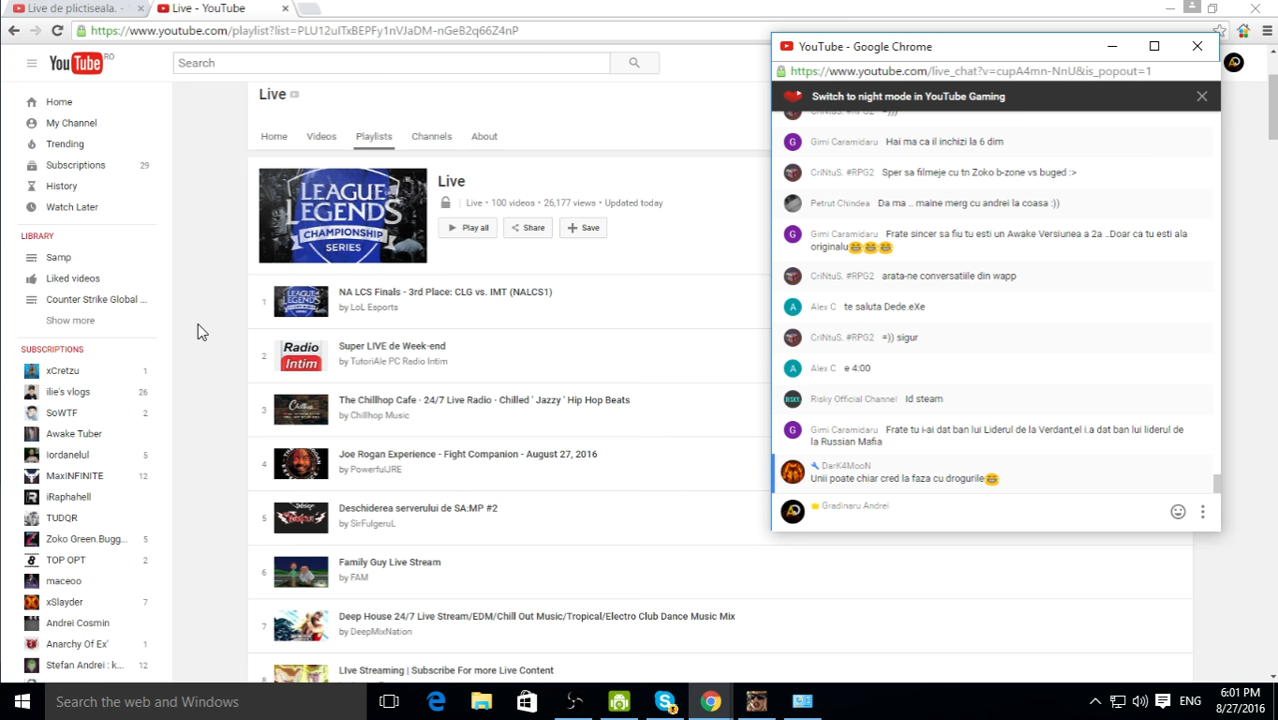 Live de plictiseala. -
Live - YouTube
https://www.youtube.com/playlist?list=PLU12uITxBEPFy1nVJaDM-nGeB2q66Z4nP
YouTube RO
Search
Home
My Channel
Trending
Subscriptions 29
History
Watch Later
LIBRARY
Samp
Liked videos
Counter Strike Global ...
Show more
SUBSCRIPTIONS
xCretzu 1
ilie's vlogs 26
SoWTF 2
Awake Tuber
Iordanelul 5
MaxINFINITE 12
iRaphahell
TUDQR
Zoko Green.Bugg... 5
TOP OPT 2
maceoo
xSlayder 7
Andrei Cosmin
Anarchy Of Ex' 1
Stefan Andrei : k... 12
Live
Home Videos Playlists Channels About
LEAGUE
LEGENDS
CHAMPIONSHIP
SERIES
Live
Live • 100 videos • 26,177 views • Updated today
Play all Share Save
1 NA LCS Finals - 3rd Place: CLG vs. IMT (NALCS1)
by LoL Esports
2 Super LIVE de Week-end
Radio
Intim
by TutoriAle PC Radio Intim
3 The Chillhop Cafe · 24/7 Live Radio · Chilled ' Jazzy ' Hip Hop Beats
by Chillhop Music
4 Joe Rogan Experience - Fight Companion - August 27, 2016
by PowerfulJRE
5 Deschiderea serverului de SA:MP #2
by SirFulgeruL
6 Family Guy Live Stream
by FAM
7 Deep House 24/7 Live Stream/EDM/Chill Out Music/Tropical/Electro Club Dance Music Mix
by DeepMixNation
8 LIve Streaming | Subscribe For more Live Content
YouTube - Google Chrome
https://www.youtube.com/live_chat?v=cupA4mn-NnU&is_popout=1
Switch to night mode in YouTube Gaming
CriNtuS. #RPG2 =)))
G Gimi Caramidaru Hai ma ca il inchizi la 6 dim
CriNtuS. #RPG2 Sper sa filmeje cu tn Zoko b-zone vs buged :>
Petrut Chindea Da ma .. maine merg cu andrei la coasa :))
G Gimi Caramidaru Frate sincer sa fiu tu esti un Awake Versiunea a 2a ..Doar ca tu esti ala
originalu😂😂😂
CriNtuS. #RPG2 arata-ne conversatiile din wapp
A Alex C te saluta Dede.eXe
CriNtuS. #RPG2 =)) sigur
A Alex C e 4:00
RISKY Risky Official Channel Id steam
G Gimi Caramidaru Frate tu i-ai dat ban lui Liderul de la Verdant,el i.a dat ban lui liderul de
la Russian Mafia
DarK4MooN
Unii poate chiar cred la faza cu drogurile😂
Gradinaru Andrei
Search the web and Windows
ENG
6:01 PM
8/27/2016